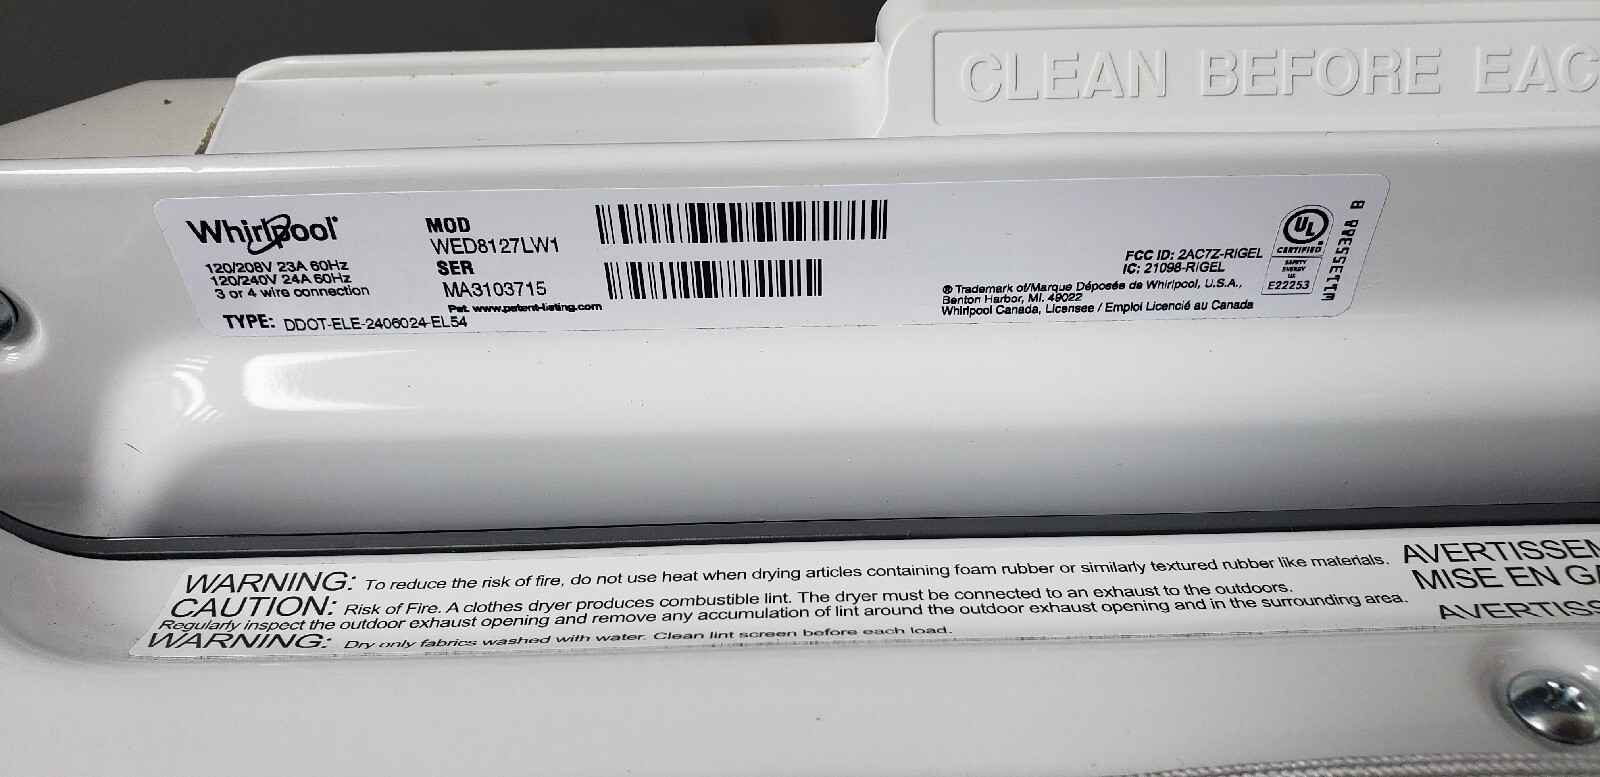 CLEAN BEFORE EAC
Whirlpool
120/208V 23A 60Hz
120/240V 24A 60Hz
3 or 4 wire connection
MOD
WED8127LW1
SER
MA3103715
Pat. www.patent-listing.com
TYPE: DDOT-ELE-2406024-EL54
FCC ID: 2AC7Z-RIGEL
IC: 21098-RIGEL
® Trademark of/Marque Déposée de Whirlpool, U.S.A.,
Benton Harbor, MI. 49022
Whirlpool Canada, Licensee / Emploi Licencié au Canada
UL
CERTIFIED
SAFETY
ENERGY
US
E22253
WARNING: To reduce the risk of fire, do not use heat when drying articles containing foam rubber or similarly textured rubber like materials.
CAUTION: Risk of Fire. A clothes dryer produces combustible lint. The dryer must be connected to an exhaust to the outdoors.
Regularly inspect the outdoor exhaust opening and remove any accumulation of lint around the outdoor exhaust opening and in the surrounding area.
WARNING: Dry only fabrics washed with water. Clean lint screen before each load.
AVERTISSEM
MISE EN GA
AVERTISS